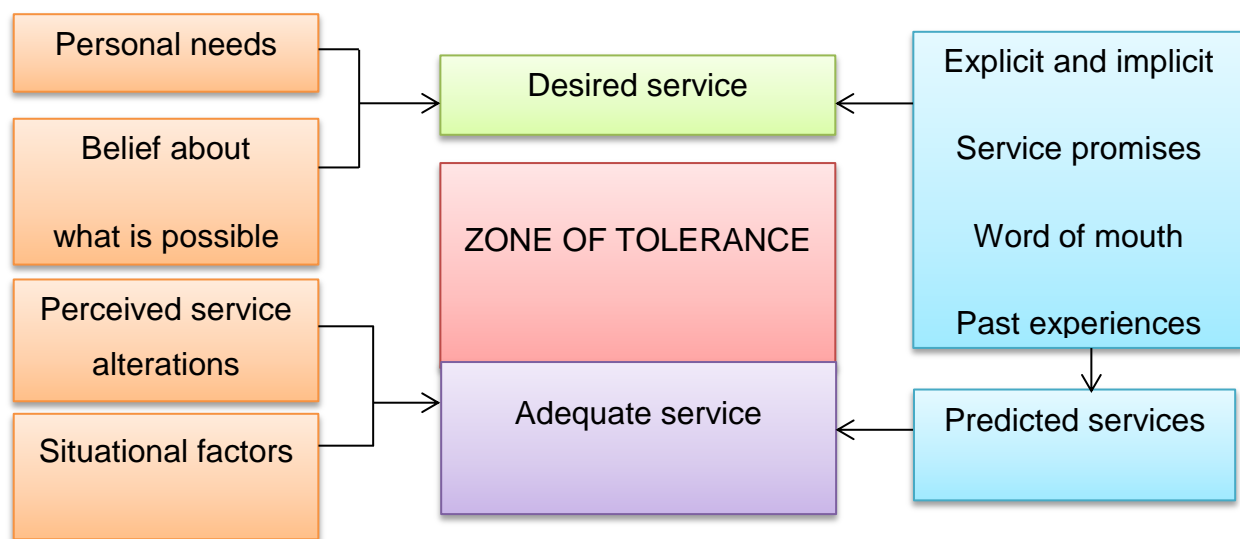 Personal needs
Belief about
what is possible
Perceived service
alterations
Situational factors
Desired service
ZONE OF TOLERANCE
Adequate service
Explicit and implicit
Service promises
Word of mouth
Past experiences
Predicted services